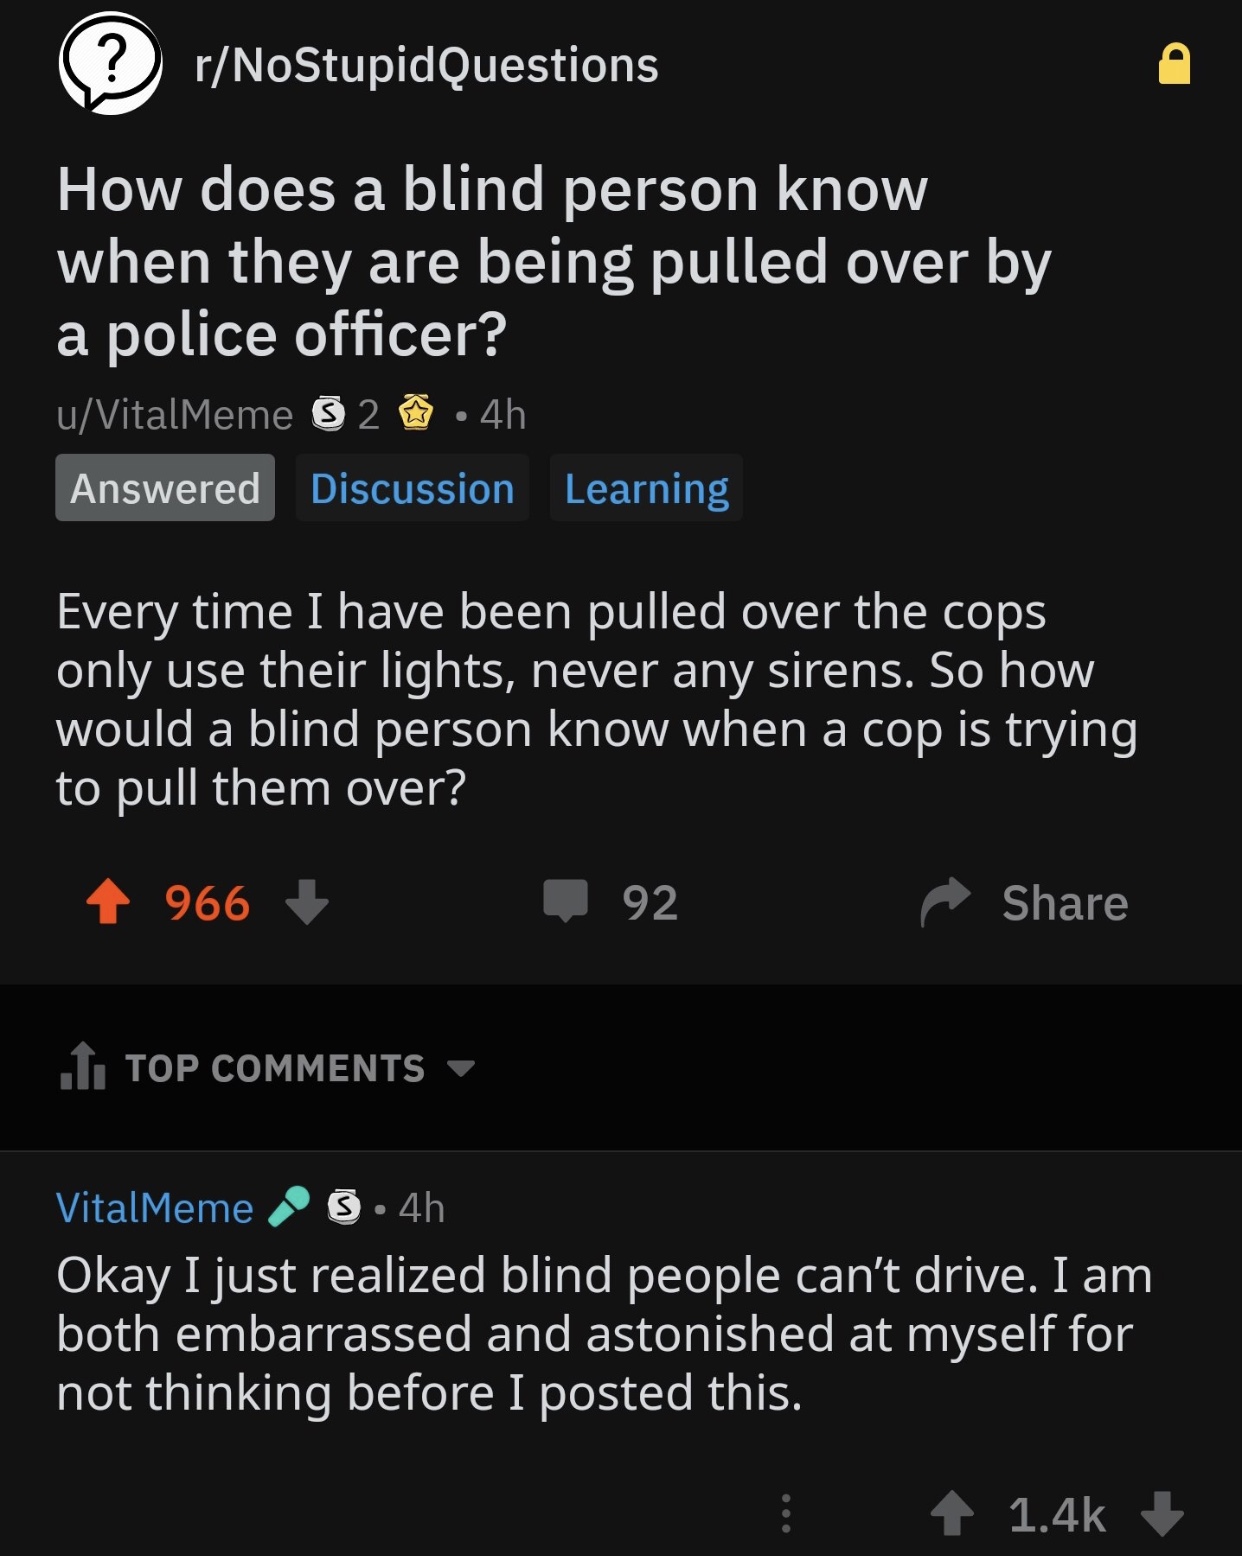 r/NoStupidQuestions
How does a blind person know
when they are being pulled over by
a police officer?
u/VitalMeme S 2 • 4h
Answered Discussion Learning
Every time I have been pulled over the cops
only use their lights, never any sirens. So how
would a blind person know when a cop is trying
to pull them over?
966 92 Share
TOP COMMENTS
VitalMeme S • 4h
Okay I just realized blind people can’t drive. I am
both embarrassed and astonished at myself for
not thinking before I posted this.
1.4k